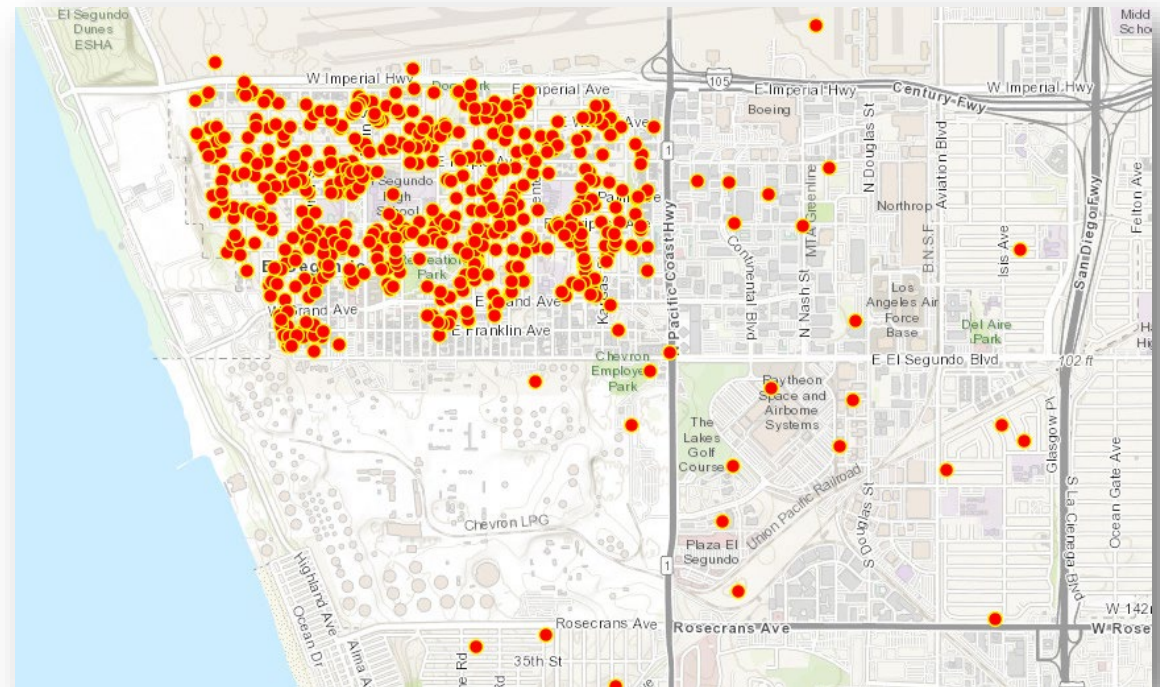 El Segundo
Dunes
ESHA
Midd
Scho
W Imperial Hwy
E Imperial Ave
105
E Imperial Hwy
Century Fwy
W Imperial Hwy
Boeing
N Douglas St
Aviation Blvd
1
Felton Ave
Segundo
High
School
MTA Greenline
Northrop
Pacific Coast Hwy
Continental Blvd
B.N.S.F
Isis Ave
San Diego Fwy
Park
N Nash St
Los
Angeles Air
Force
Base
Grand Ave
E Franklin Ave
Del Aire
Park
Chevron
Employee
Park
E El Segundo Blvd
102 ft
Raytheon
Space and
Airborne
Systems
The
Lakes
Golf
Course
Glasgow Pl
Union Pacific Railroad
S Douglas St
S La Cienega Blvd
Ocean Gate Ave
Chevron LPG
Plaza El
Segundo
1
Highland Ave
Ocean Dr
Alma A
Rosecrans Ave
Rosecrans Ave
W 142n
W Rose
35th St
Rd